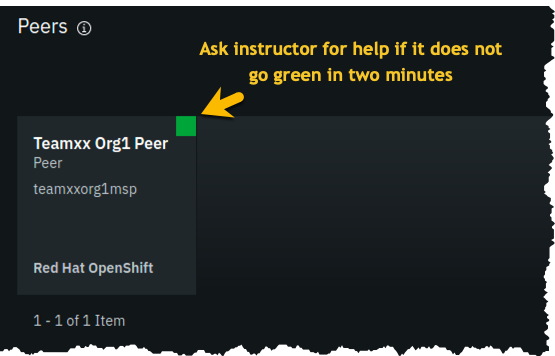 Peers
Ask instructor for help if it does not
go green in two minutes
Teamxx Org1 Peer
Peer
teamxxorg1msp
Red Hat OpenShift
1 - 1 of 1 Item